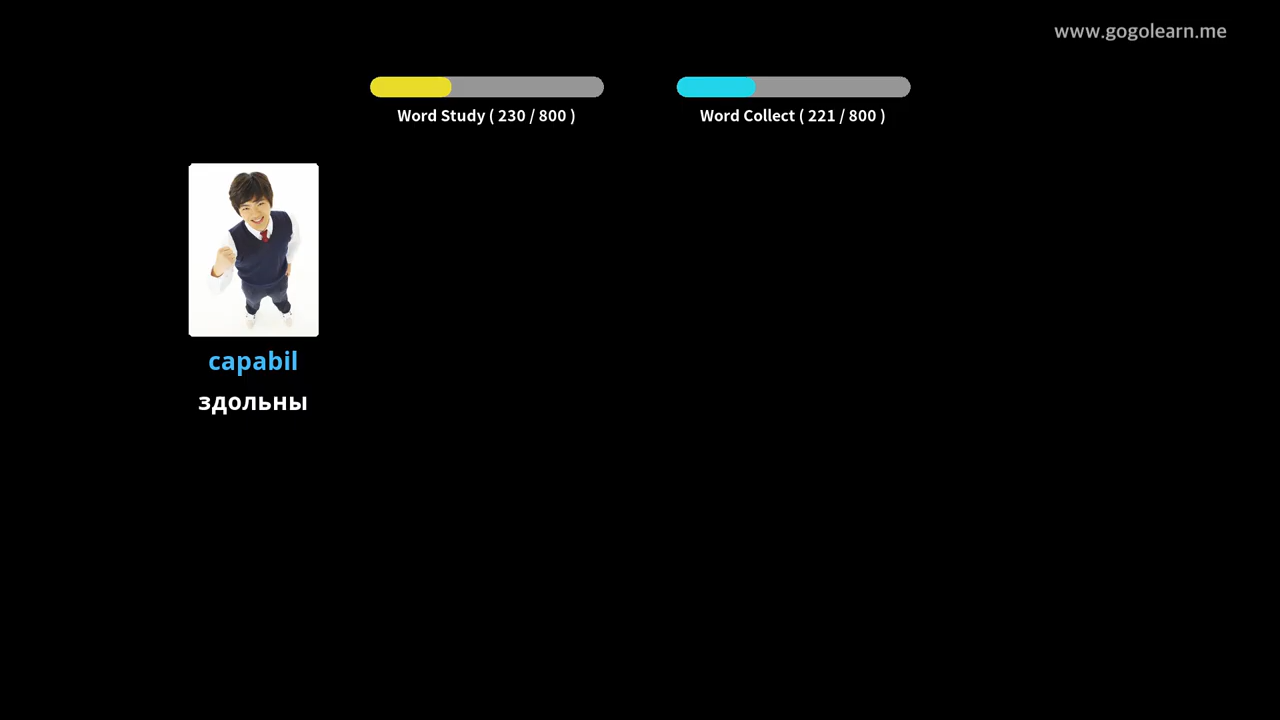 www.gogolearn.me
Word Study ( 230 / 800 )
Word Collect ( 221 / 800 )
capabil
здольны